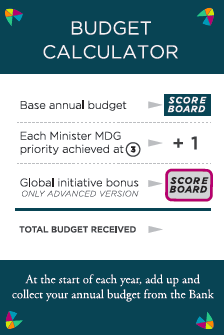 BUDGET
CALCULATOR
Base annual budget
SCORE
BOARD
Each Minister MDG
priority achieved at 3
+ 1
Global initiative bonus
ONLY ADVANCED VERSION
SCORE
BOARD
TOTAL BUDGET RECEIVED
At the start of each year, add up and
collect your annual budget from the Bank